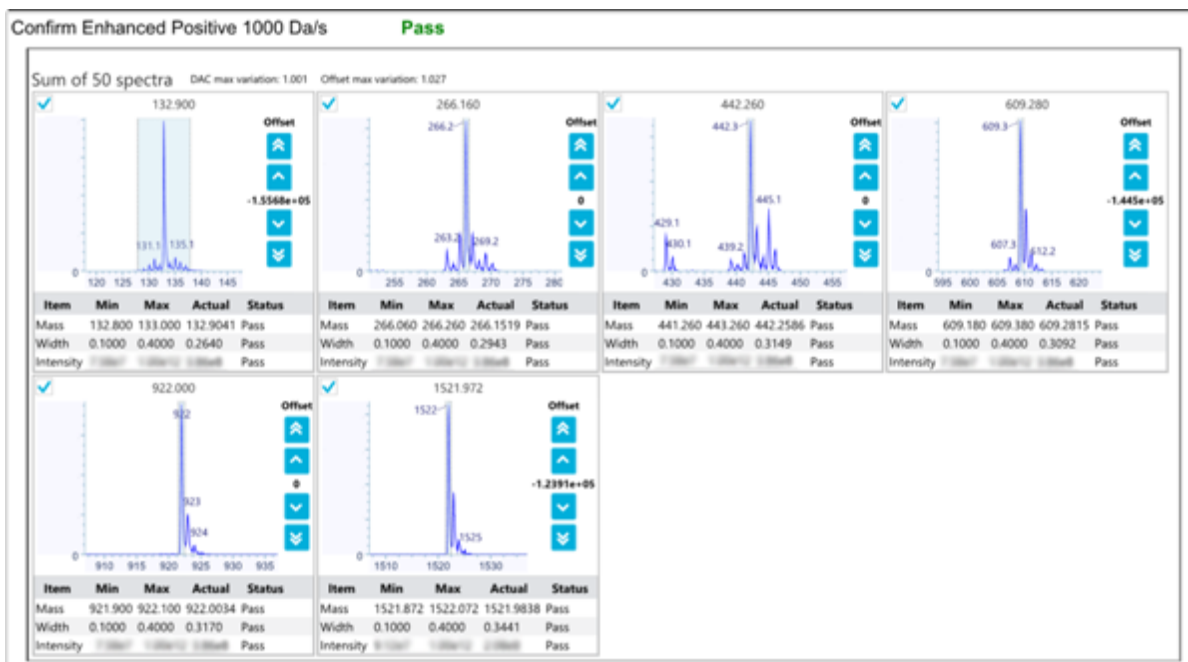 Confirm Enhanced Positive 1000 Da/s Pass
Sum of 50 spectra DAC max variation: 1.001 Offset max variation: 1.027
132.900
Offset
131.1 135.1
-1.5568e+05
0
120 125 130 135 140 145
Item Min Max Actual Status
Mass 132.800 133.000 132.9041 Pass
Width 0.1000 0.4000 0.2640 Pass
Intensity Pass
266.160
Offset
266.2
263.2 269.2
0
0
255 260 265 270 275 280
Item Min Max Actual Status
Mass 266.060 266.260 266.1519 Pass
Width 0.1000 0.4000 0.2943 Pass
Intensity Pass
442.260
Offset
442.3
445.1
429.1
430.1 439.2
0
0
430 435 440 445 450 455
Item Min Max Actual Status
Mass 441.260 443.260 442.2586 Pass
Width 0.1000 0.4000 0.3149 Pass
Intensity Pass
609.280
Offset
609.3
607.3 612.2
-1.445e+05
0
595 600 605 610 615 620
Item Min Max Actual Status
Mass 609.180 609.380 609.2815 Pass
Width 0.1000 0.4000 0.3092 Pass
Intensity Pass
922.000
Offset
922
923
924
0
0
910 915 920 925 930 935
Item Min Max Actual Status
Mass 921.900 922.100 922.0034 Pass
Width 0.1000 0.4000 0.3170 Pass
Intensity Pass
1521.972
Offset
1522
1525
-1.2391e+05
0
1510 1520 1530
Item Min Max Actual Status
Mass 1521.872 1522.072 1521.9838 Pass
Width 0.1000 0.4000 0.3441 Pass
Intensity Pass